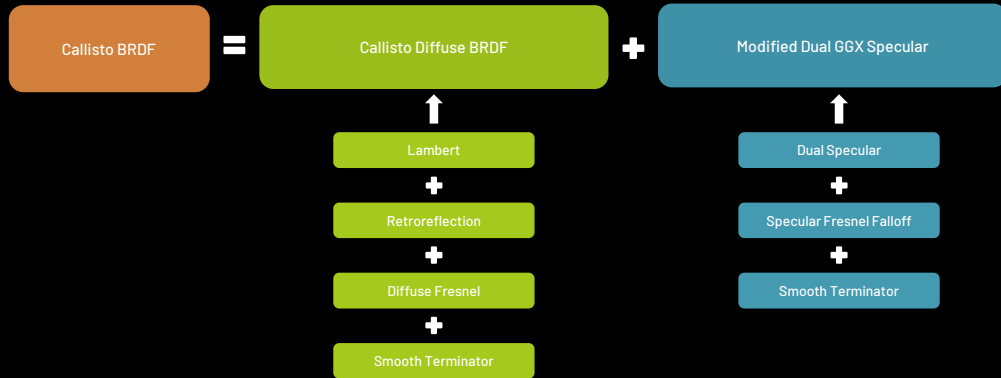 Callisto BRDF
Callisto Diffuse BRDF
Modified Dual GGX Specular
Lambert
Retroreflection
Diffuse Fresnel
Smooth Terminator
Dual Specular
Specular Fresnel Falloff
Smooth Terminator